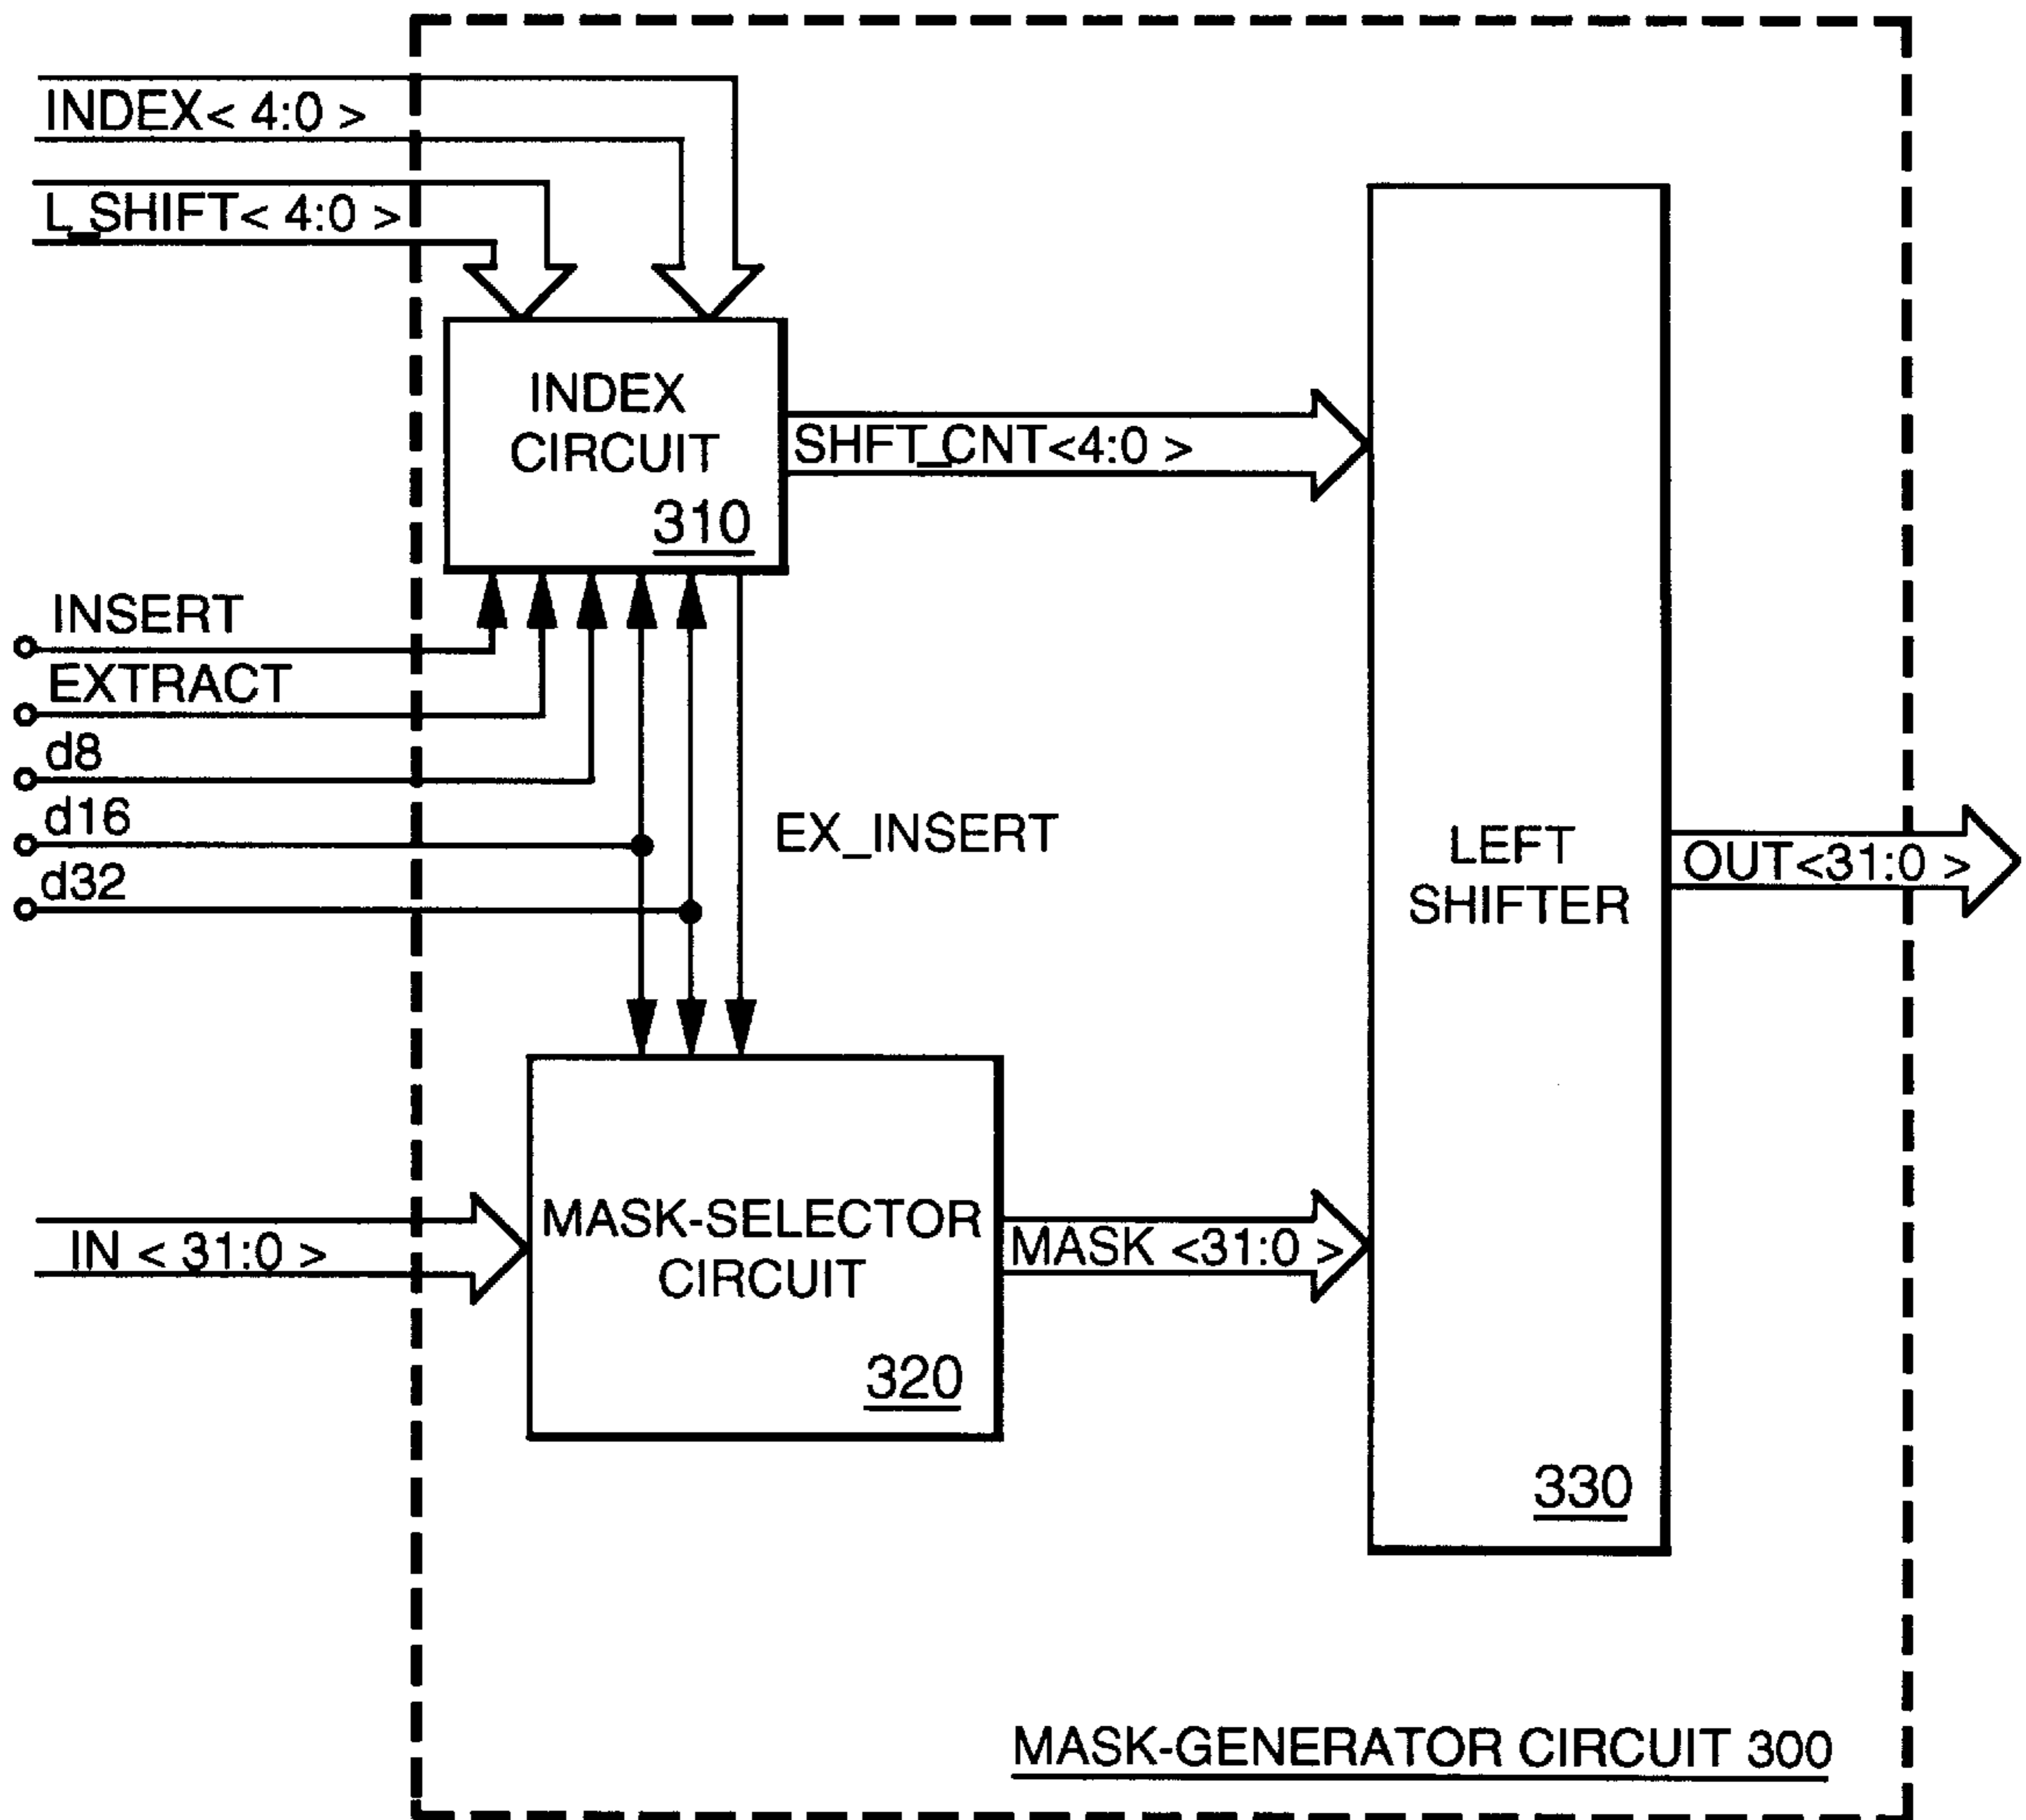 INDEX< 4:0 >
L_SHIFT< 4:0 >
INDEX
CIRCUIT
310
SHFT_CNT<4:0 >
INSERT
EXTRACT
d8
d16
d32
EX_INSERT
LEFT
SHIFTER
330
OUT<31:0 >
IN < 31:0 >
MASK-SELECTOR
CIRCUIT
320
MASK <31:0 >
MASK-GENERATOR CIRCUIT 300